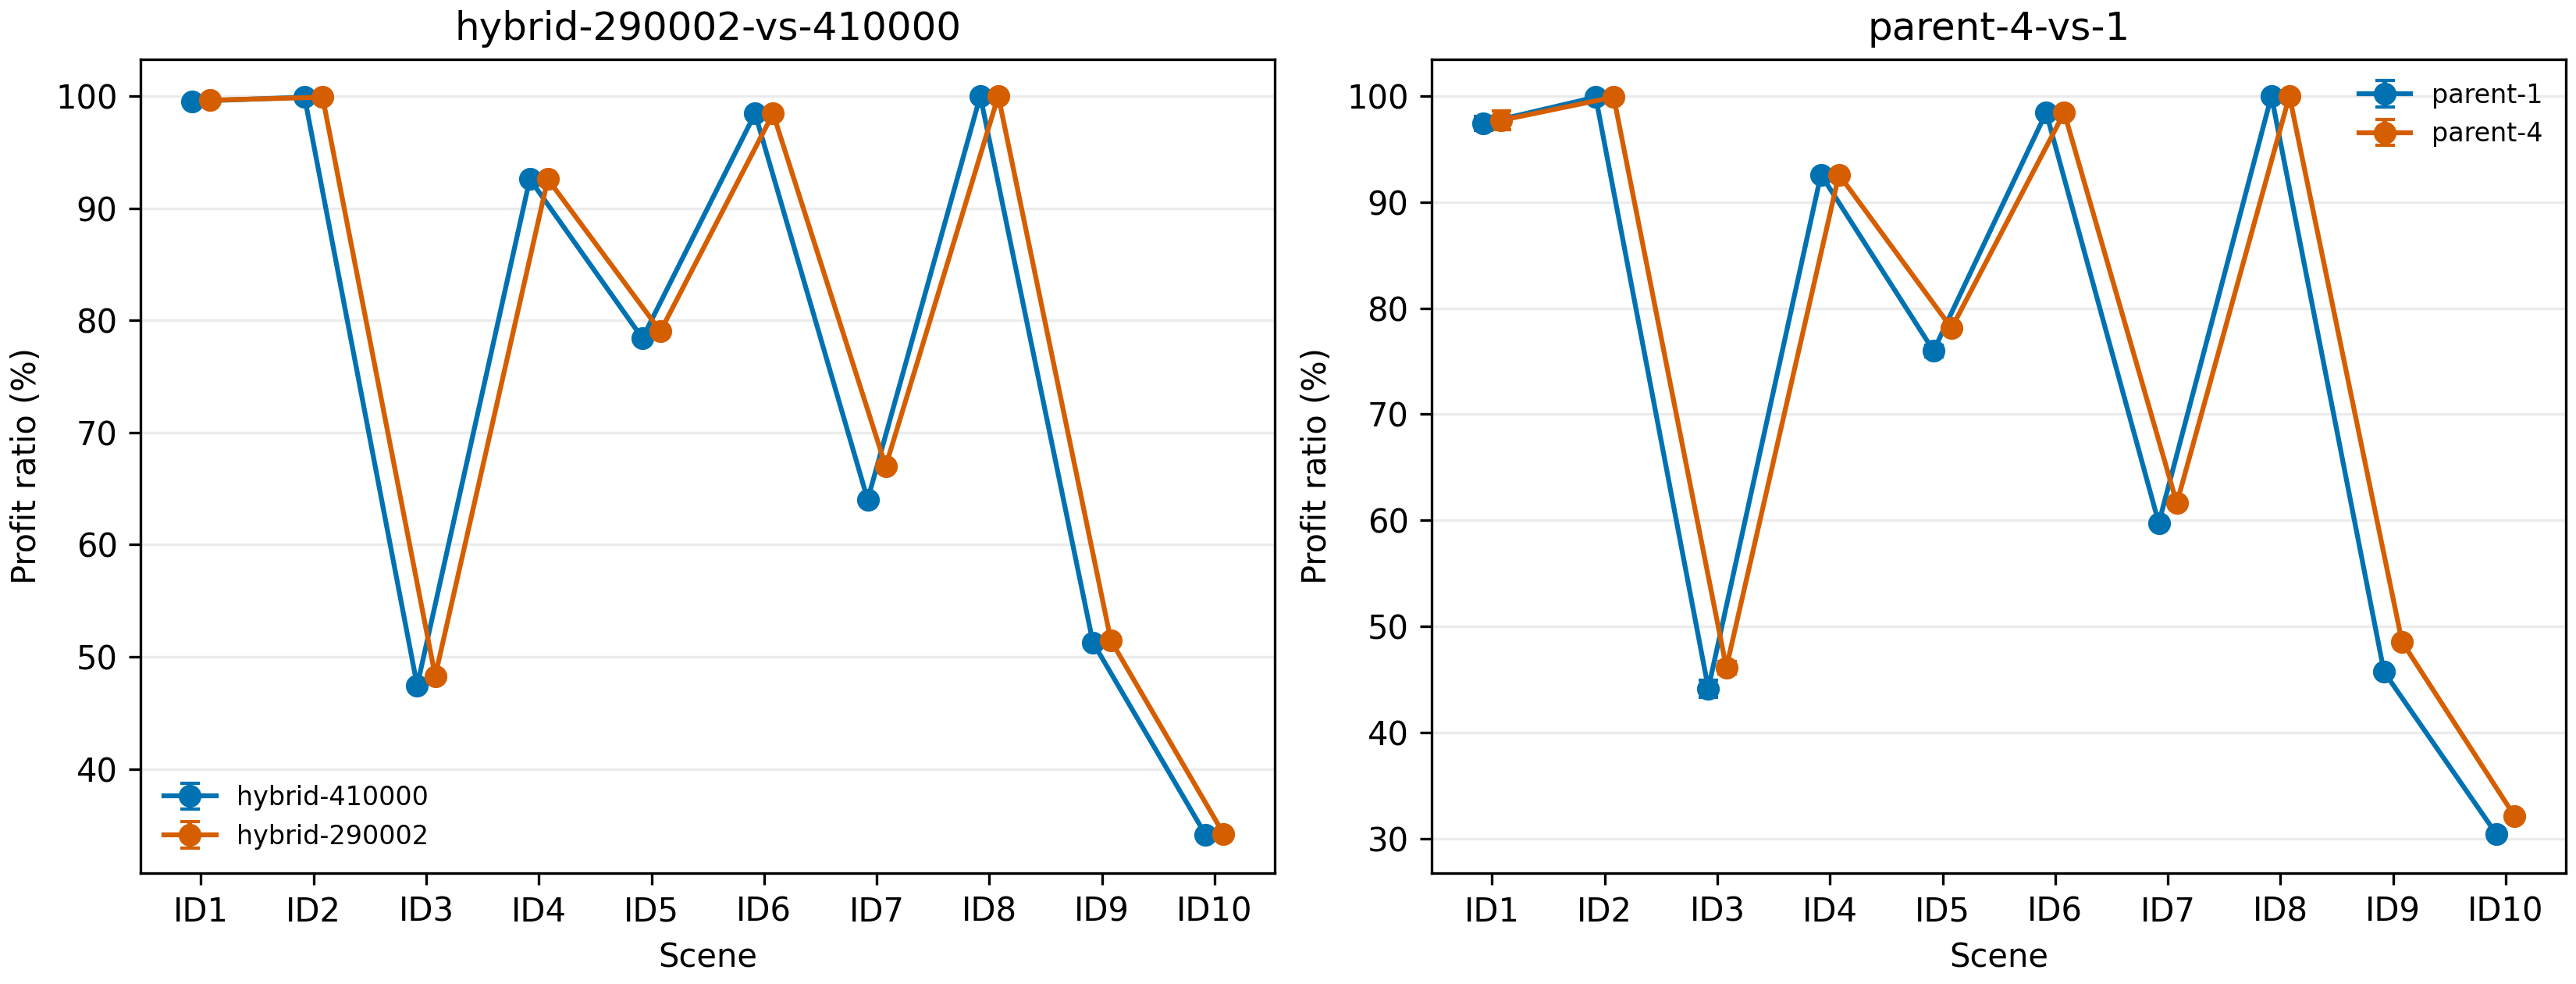 hybrid-290002-vs-410000
100
90
80
70
60
50
40
Profit ratio (%)
hybrid-410000
hybrid-290002
ID1 ID2 ID3 ID4 ID5 ID6 ID7 ID8 ID9 ID10
Scene
parent-4-vs-1
100
90
80
70
60
50
40
30
Profit ratio (%)
parent-1
parent-4
ID1 ID2 ID3 ID4 ID5 ID6 ID7 ID8 ID9 ID10
Scene